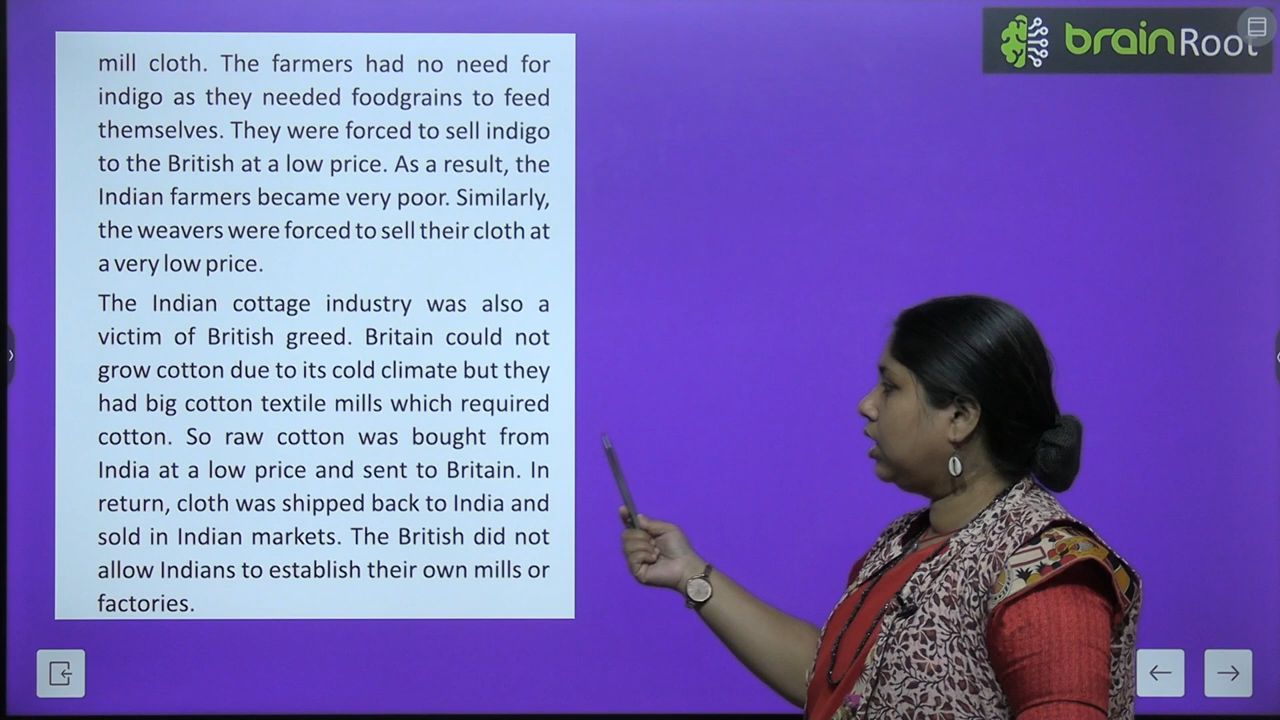 mill cloth. The farmers had no need for
indigo as they needed foodgrains to feed
themselves. They were forced to sell indigo
to the British at a low price. As a result, the
Indian farmers became very poor. Similarly,
the weavers were forced to sell their cloth at
a very low price.
The Indian cottage industry was also a
victim of British greed. Britain could not
grow cotton due to its cold climate but they
had big cotton textile mills which required
cotton. So raw cotton was bought from
India at a low price and sent to Britain. In
return, cloth was shipped back to India and
sold in Indian markets. The British did not
allow Indians to establish their own mills or
factories.
brainRoot